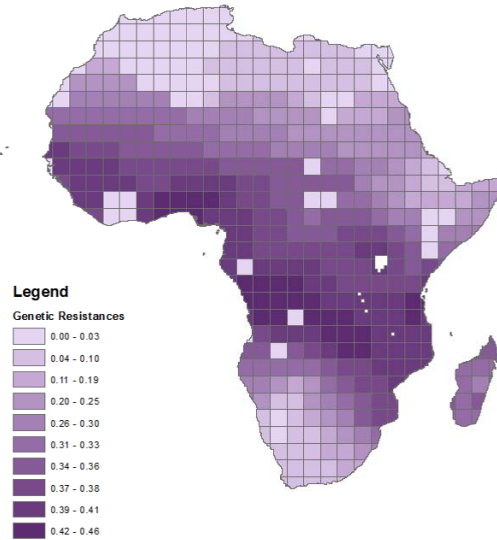 Legend
Genetic Resistances
0.00 - 0.03
0.04 - 0.10
0.11 - 0.19
0.20 - 0.25
0.26 - 0.30
0.31 - 0.33
0.34 - 0.36
0.37 - 0.38
0.39 - 0.41
0.42 - 0.46